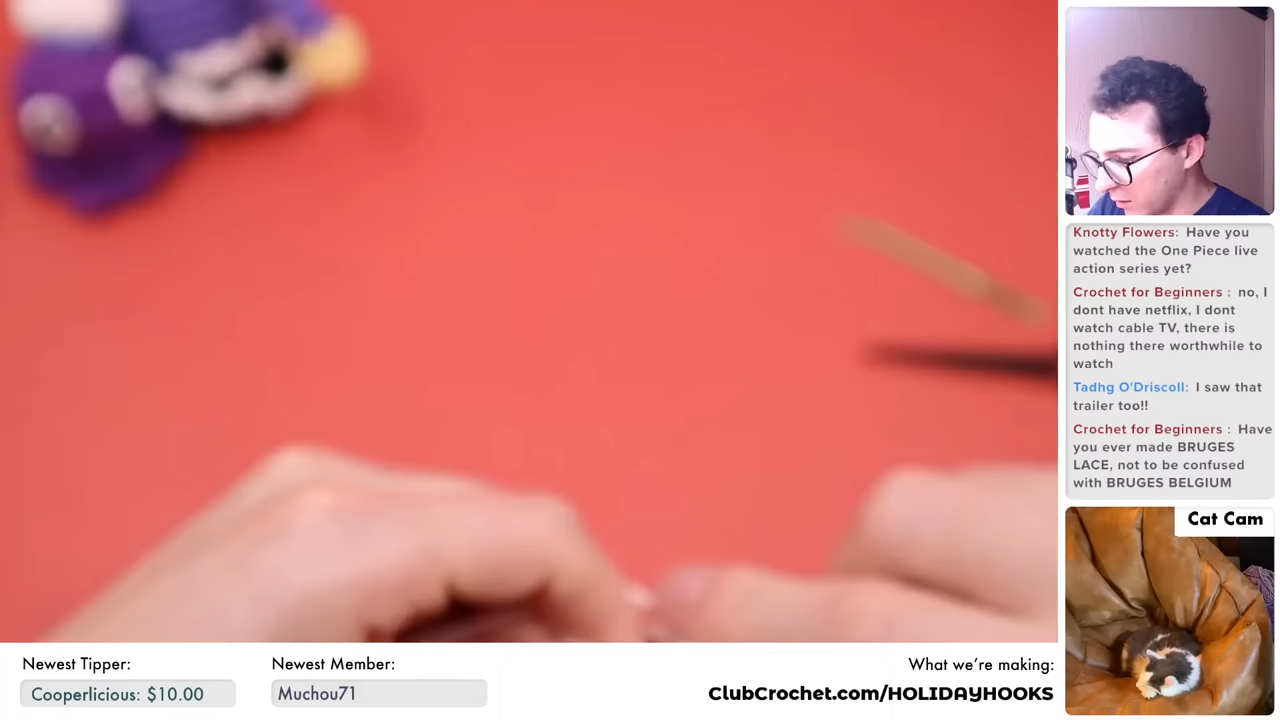 Knotty Flowers: Have you
watched the One Piece live
action series yet?
Crochet for Beginners : no, I
dont have netflix, I dont
watch cable TV, there is
nothing there worthwhile to
watch
Tadhg O'Driscoll: I saw that
trailer too!!
Crochet for Beginners : Have
you ever made BRUGES
LACE, not to be confused
with BRUGES BELGIUM
Cat Cam
Newest Tipper:
Cooperlicious: $10.00
Newest Member:
Muchou71
What we're making:
ClubCrochet.com/HOLIDAYHOOKS